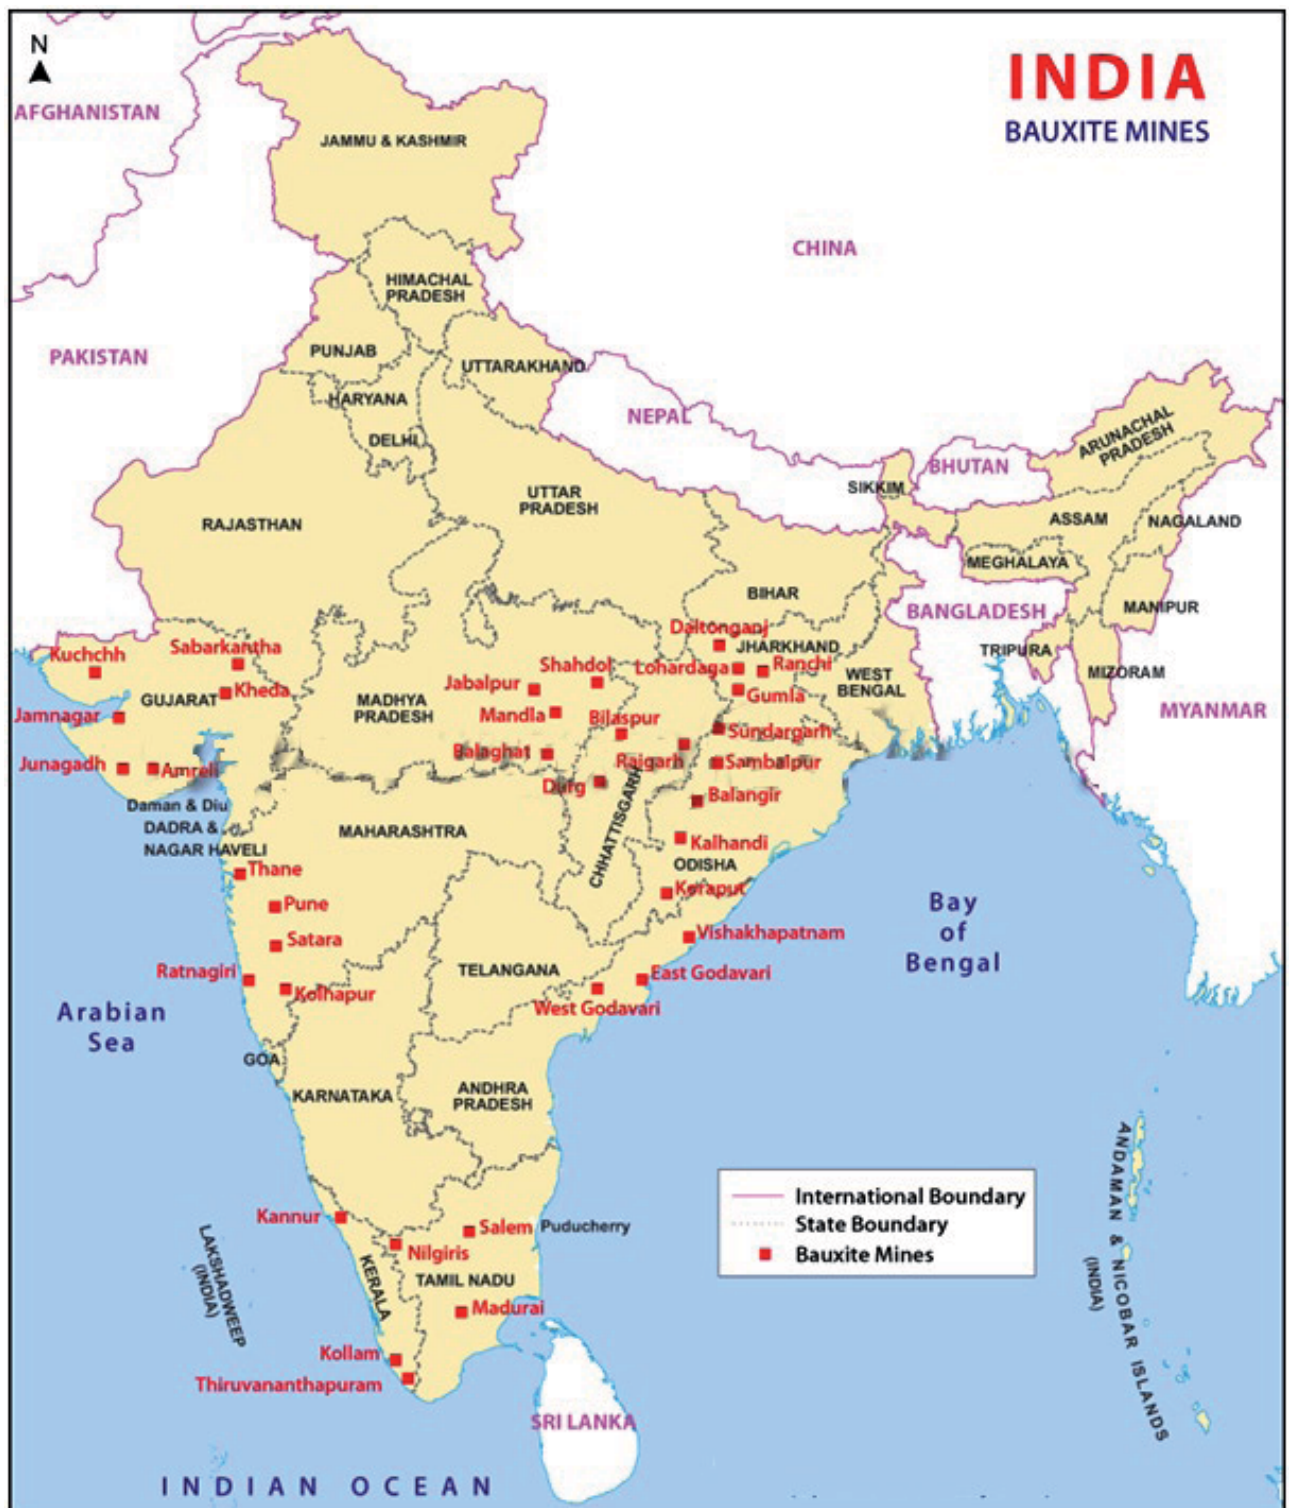 N
INDIA
BAUXITE MINES
AFGHANISTAN
JAMMU & KASHMIR
CHINA
HIMACHAL
PRADESH
PAKISTAN
PUNJAB
UTTARAKHAND
HARYANA
DELHI
NEPAL
BHUTAN
ARUNACHAL
PRADESH
SIKKIM
UTTAR
PRADESH
RAJASTHAN
ASSAM
NAGALAND
MEGHALAYA
BIHAR
BANGLADESH
MANIPUR
TRIPURA
MIZORAM
MYANMAR
Daltonganj
JHARKHAND
Kuchchh
Sabarkantha
Shahdol
Lohardaga
Ranchi
WEST
BENGAL
GUJARAT
Kheda
MADHYA
PRADESH
Jabalpur
Gumla
Jamnagar
Mandla
Bilaspur
Sundargarh
Junagadh
Amreli
Balaghat
Raigarh
Sambalpur
Durg
Balangir
Daman & Diu
DADRA &
NAGAR HAVELI
MAHARASHTRA
CHHATTISGARH
Kalhandi
ODISHA
Thane
Keraput
Pune
Bay
of
Bengal
Satara
Vishakhapatnam
Ratnagiri
Kolhapur
TELANGANA
East Godavari
West Godavari
Arabian
Sea
GOA
KARNATAKA
ANDHRA
PRADESH
ANDAMAN & NICOBAR ISLANDS
(INDIA)
International Boundary
State Boundary
Bauxite Mines
Kannur
Salem
Puducherry
Nilgiris
LAKSHADWEEP
(INDIA)
KERALA
TAMIL NADU
Madurai
Kollam
Thiruvananthapuram
SRI LANKA
INDIAN OCEAN